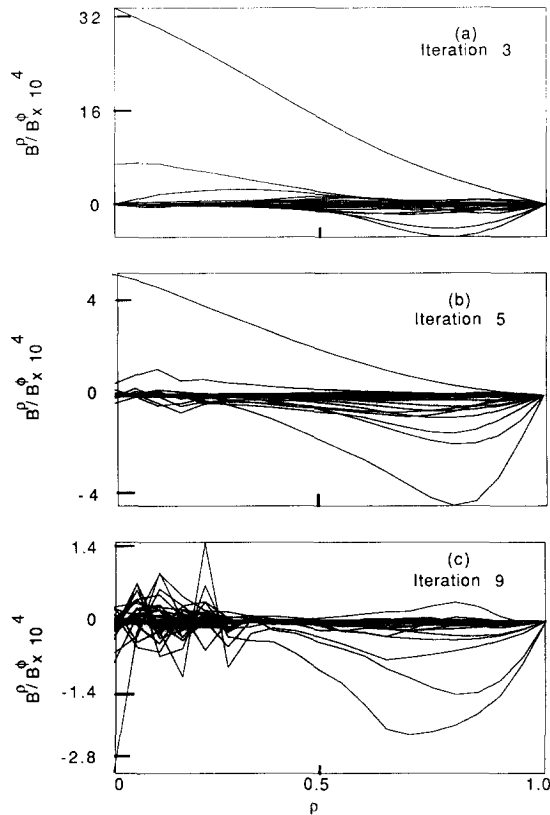 32
(a)
Iteration 3
16
0
B^ρ/B^ϕ x 10^4
4
(b)
Iteration 5
0
-4
B^ρ/B^ϕ x 10^4
1.4
(c)
Iteration 9
0
-1.4
-2.8
B^ρ/B^ϕ x 10^4
0 0.5 1.0
ρ